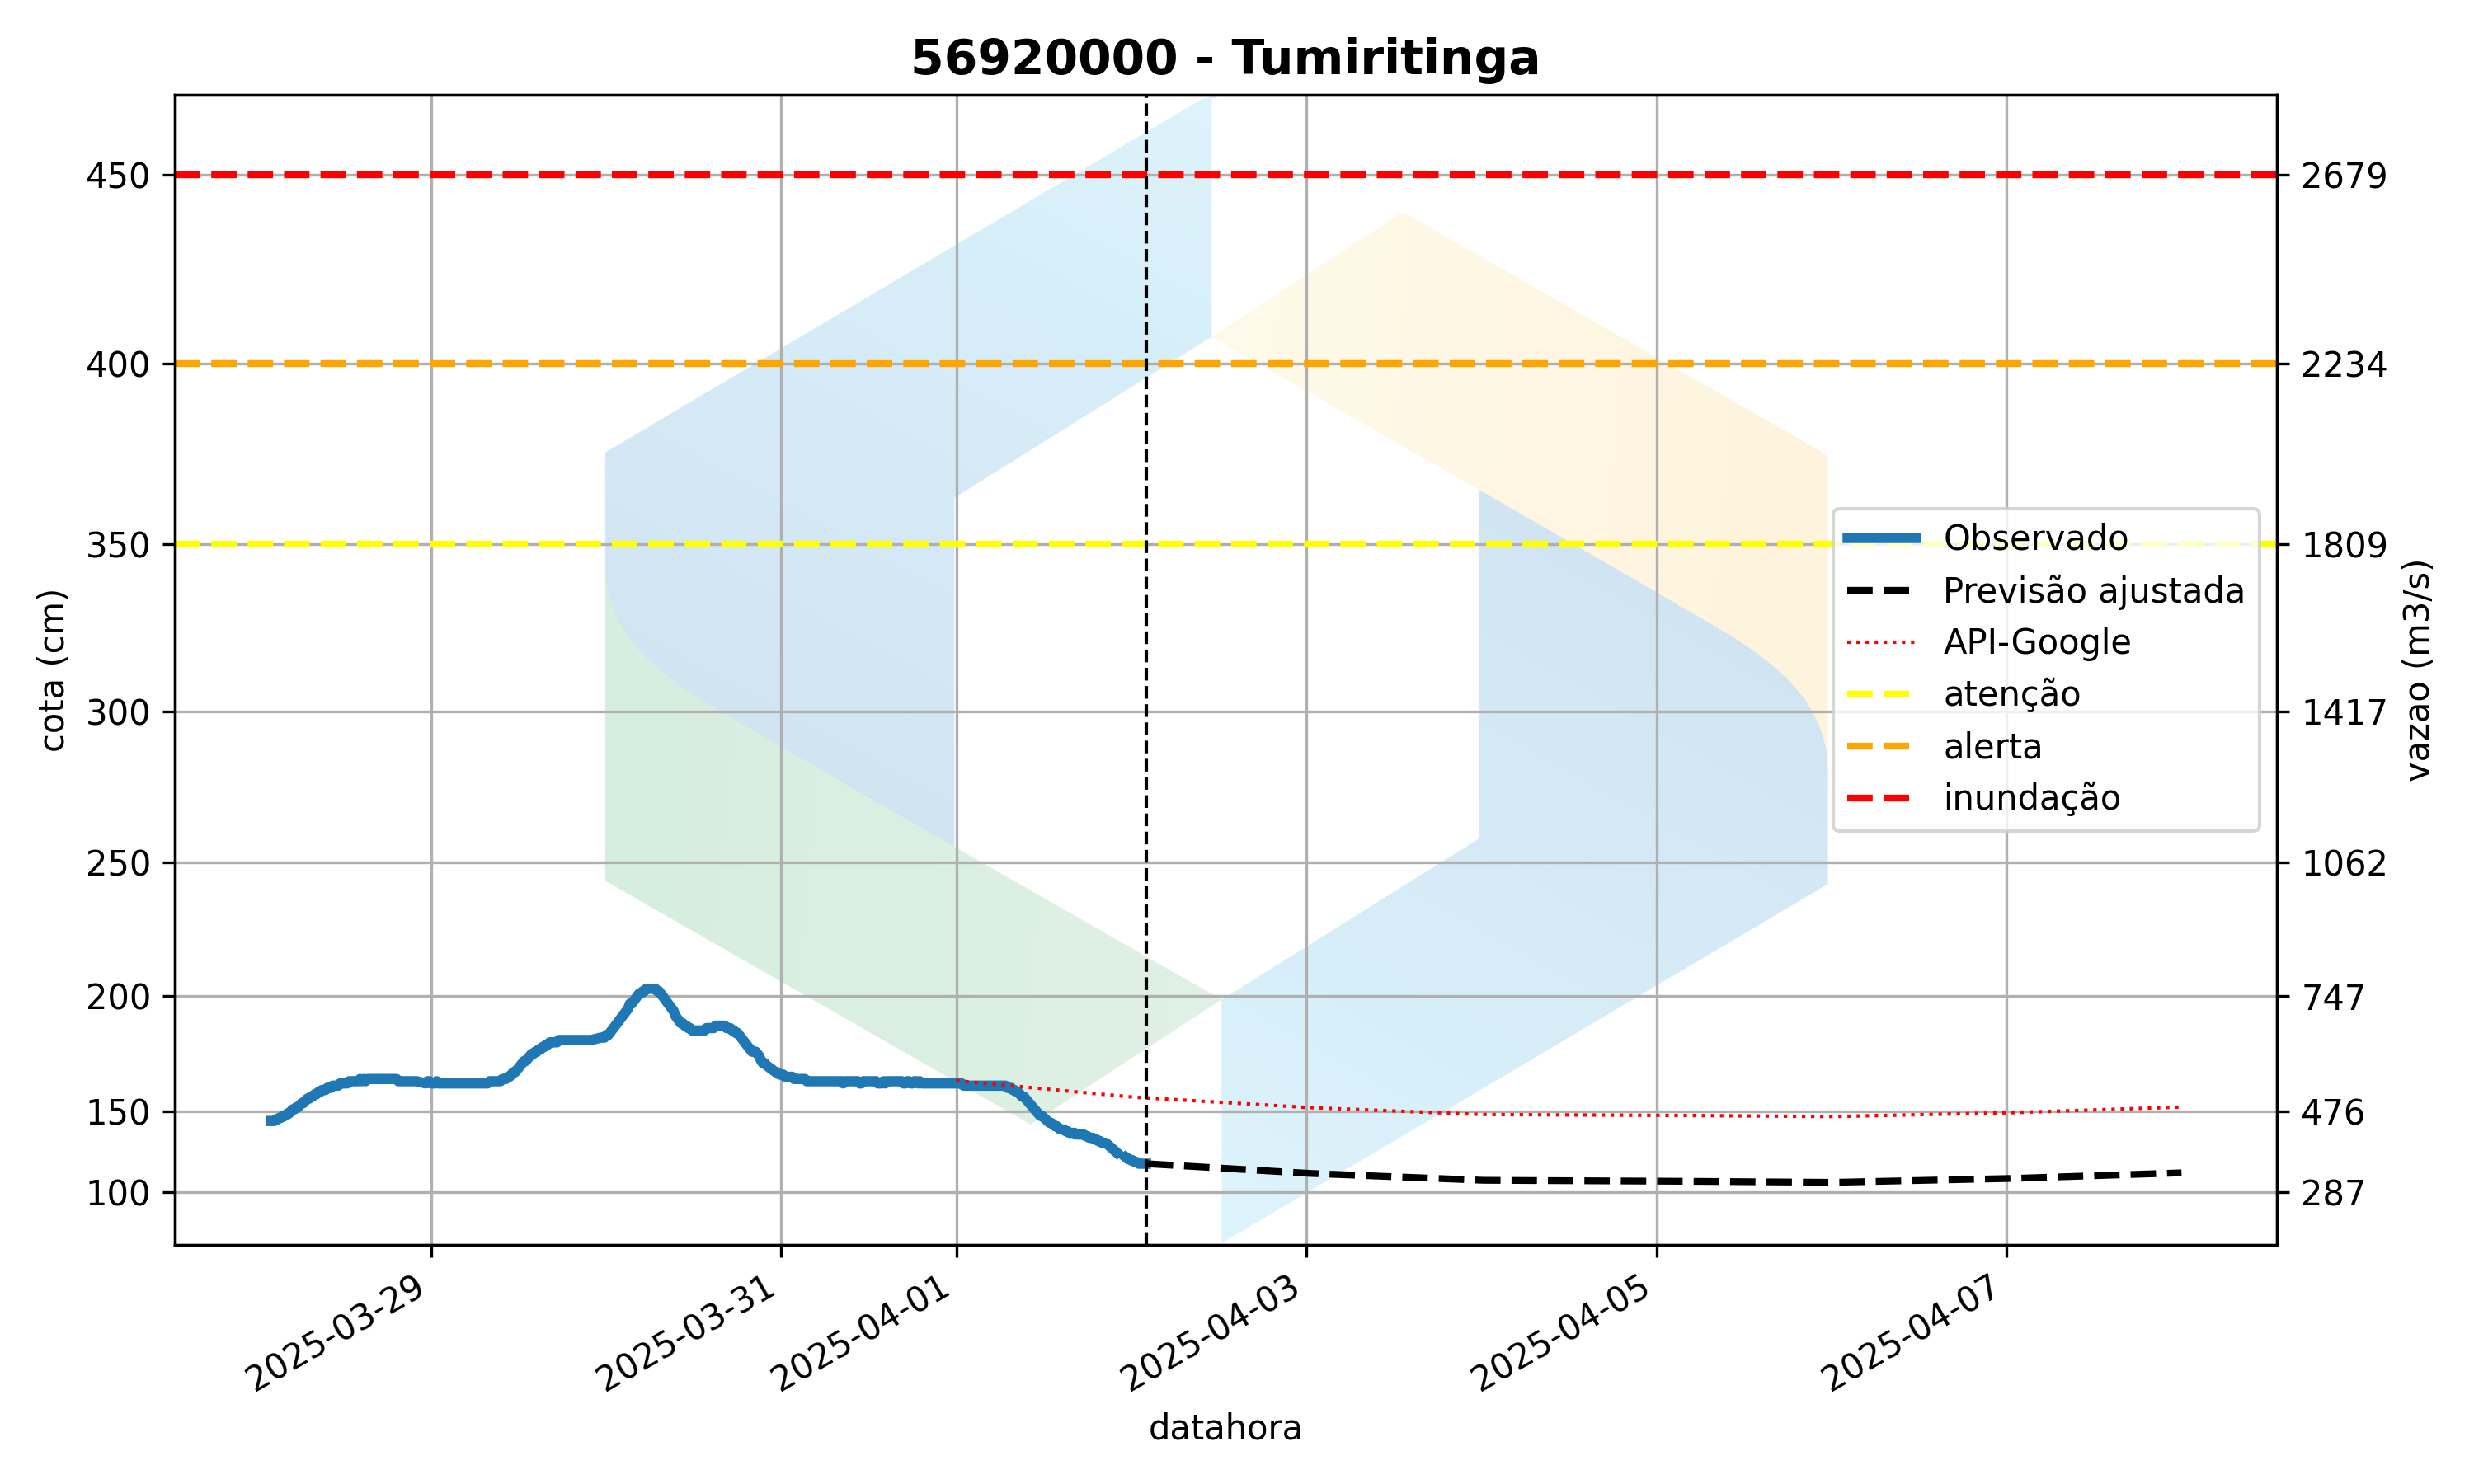 56920000 - Tumiritinga
450
400
350
300
250
200
150
100
cota (cm)
2679
2234
1809
1417
1062
747
476
287
vazao (m3/s)
Observado
Previsão ajustada
API-Google
atenção
alerta
inundação
2025-03-29
2025-03-31
2025-04-01
2025-04-03
2025-04-05
2025-04-07
datahora